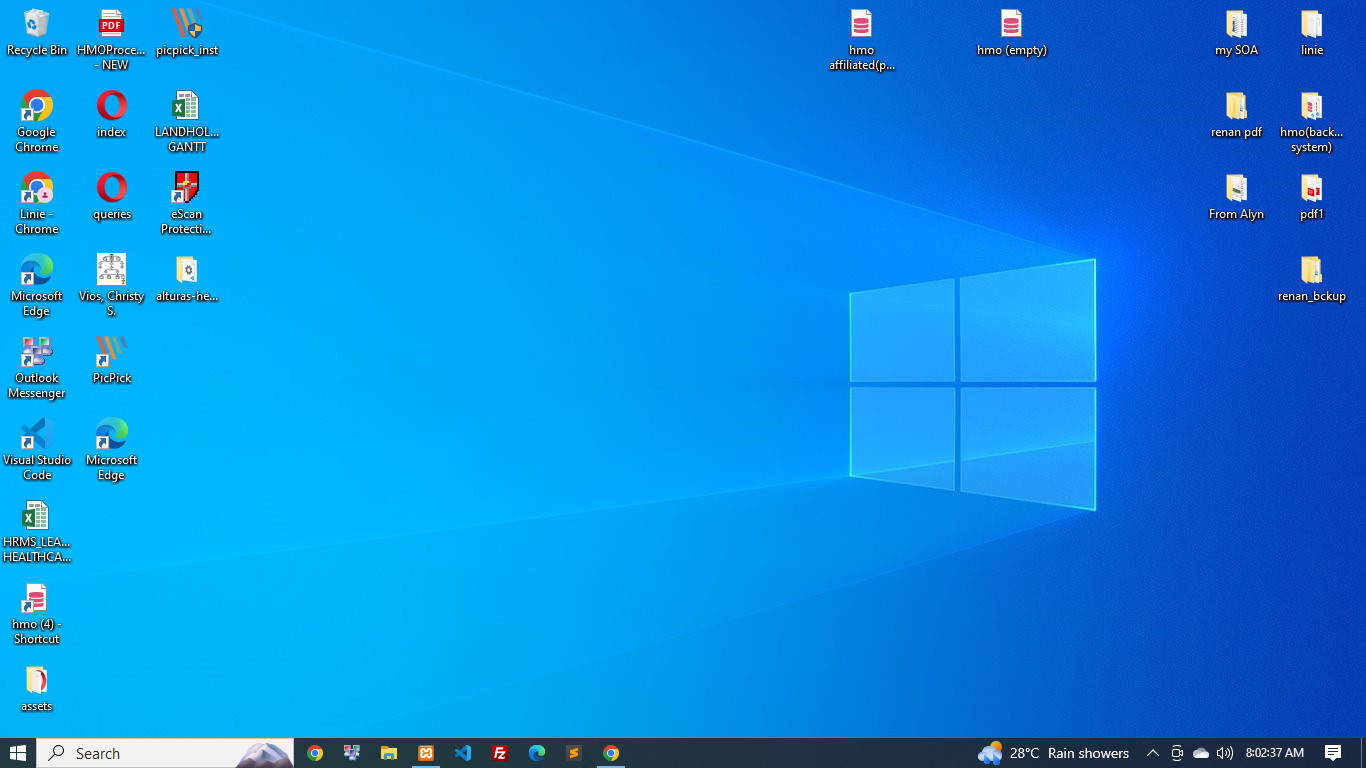 Recycle Bin
HMOProce...
- NEW
picpick_inst
hmo
affiliated(p...
hmo (empty)
my SOA
linie
Google
Chrome
index
LANDHOL...
GANTT
renan pdf
hmo(back...
system)
Linie -
Chrome
queries
eScan
Protecti...
From Alyn
pdf1
Microsoft
Edge
Vios, Christy
S.
alturas-he...
renan_bckup
Outlook
Messenger
PicPick
Visual Studio
Code
Microsoft
Edge
HRMS_LEA...
HEALTHCA...
hmo (4) -
Shortcut
assets
Search
28°C Rain showers
8:02:37 AM